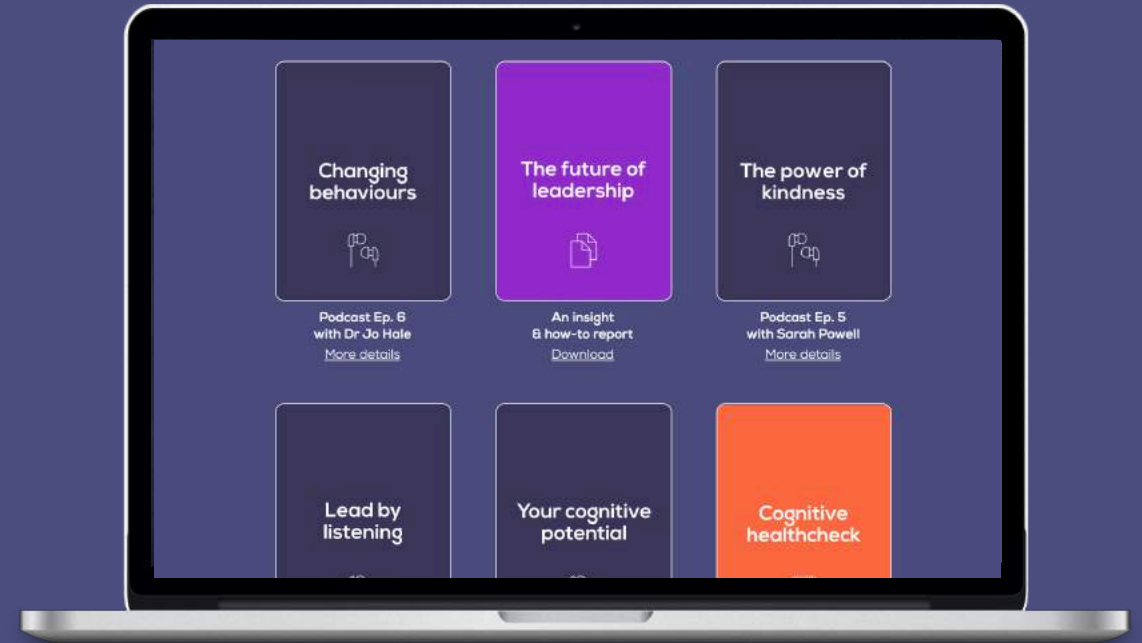 Changing
behaviours
The future of
leadership
The power of
kindness
Podcast Ep. 6
with Dr Jo Hale
More details
An insight
& how-to report
Download
Podcast Ep. 5
with Sarah Powell
More details
Lead by
listening
Your cognitive
potential
Cognitive
healthcheck